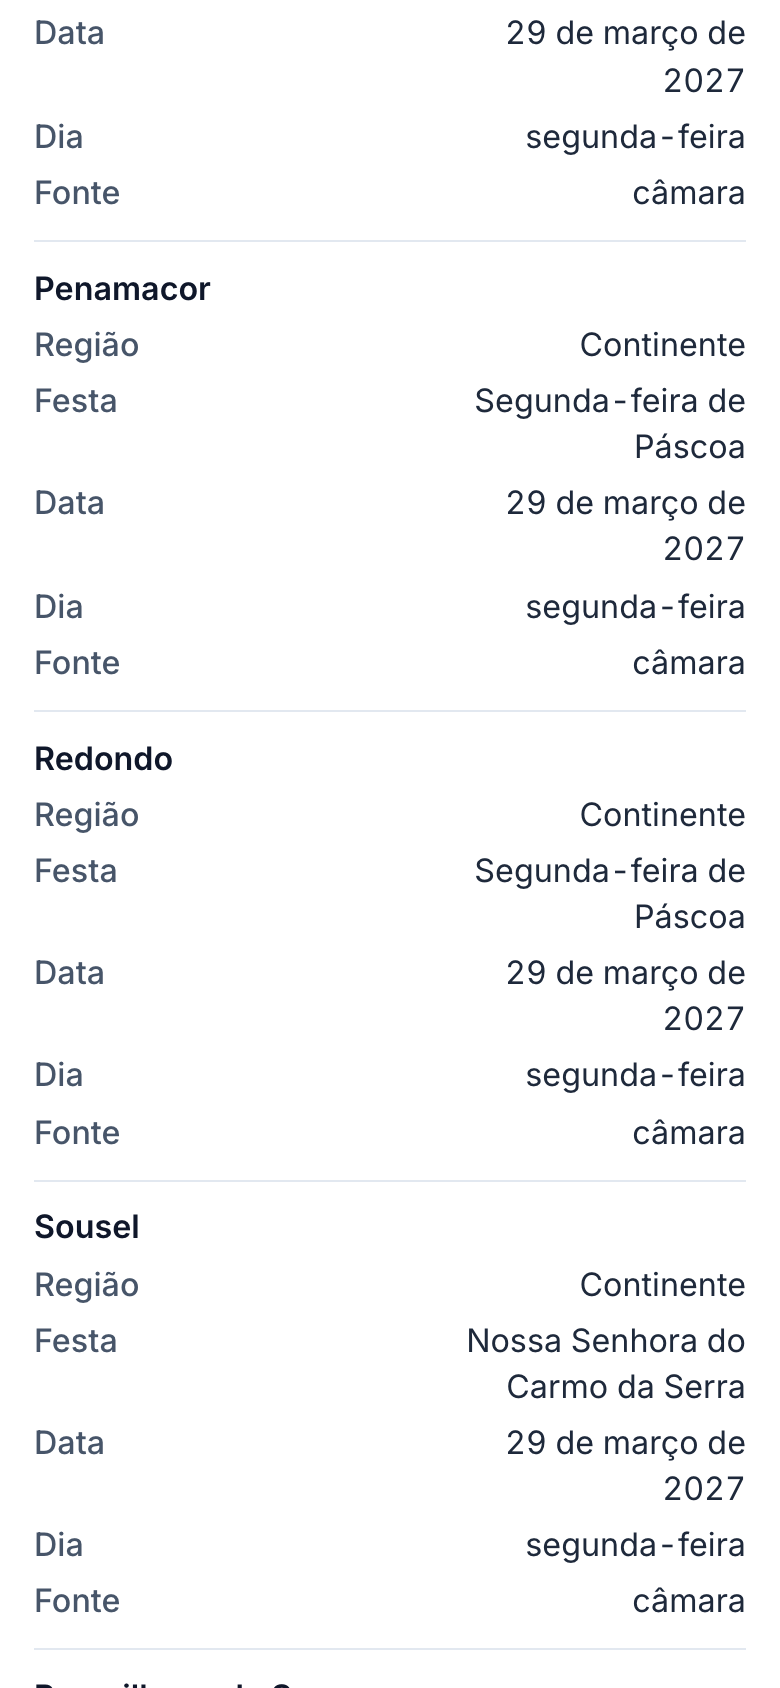 Data 29 de março de
2027
Dia segunda-feira
Fonte câmara
Penamacor
Região Continente
Festa Segunda-feira de
Páscoa
Data 29 de março de
2027
Dia segunda-feira
Fonte câmara
Redondo
Região Continente
Festa Segunda-feira de
Páscoa
Data 29 de março de
2027
Dia segunda-feira
Fonte câmara
Sousel
Região Continente
Festa Nossa Senhora do
Carmo da Serra
Data 29 de março de
2027
Dia segunda-feira
Fonte câmara